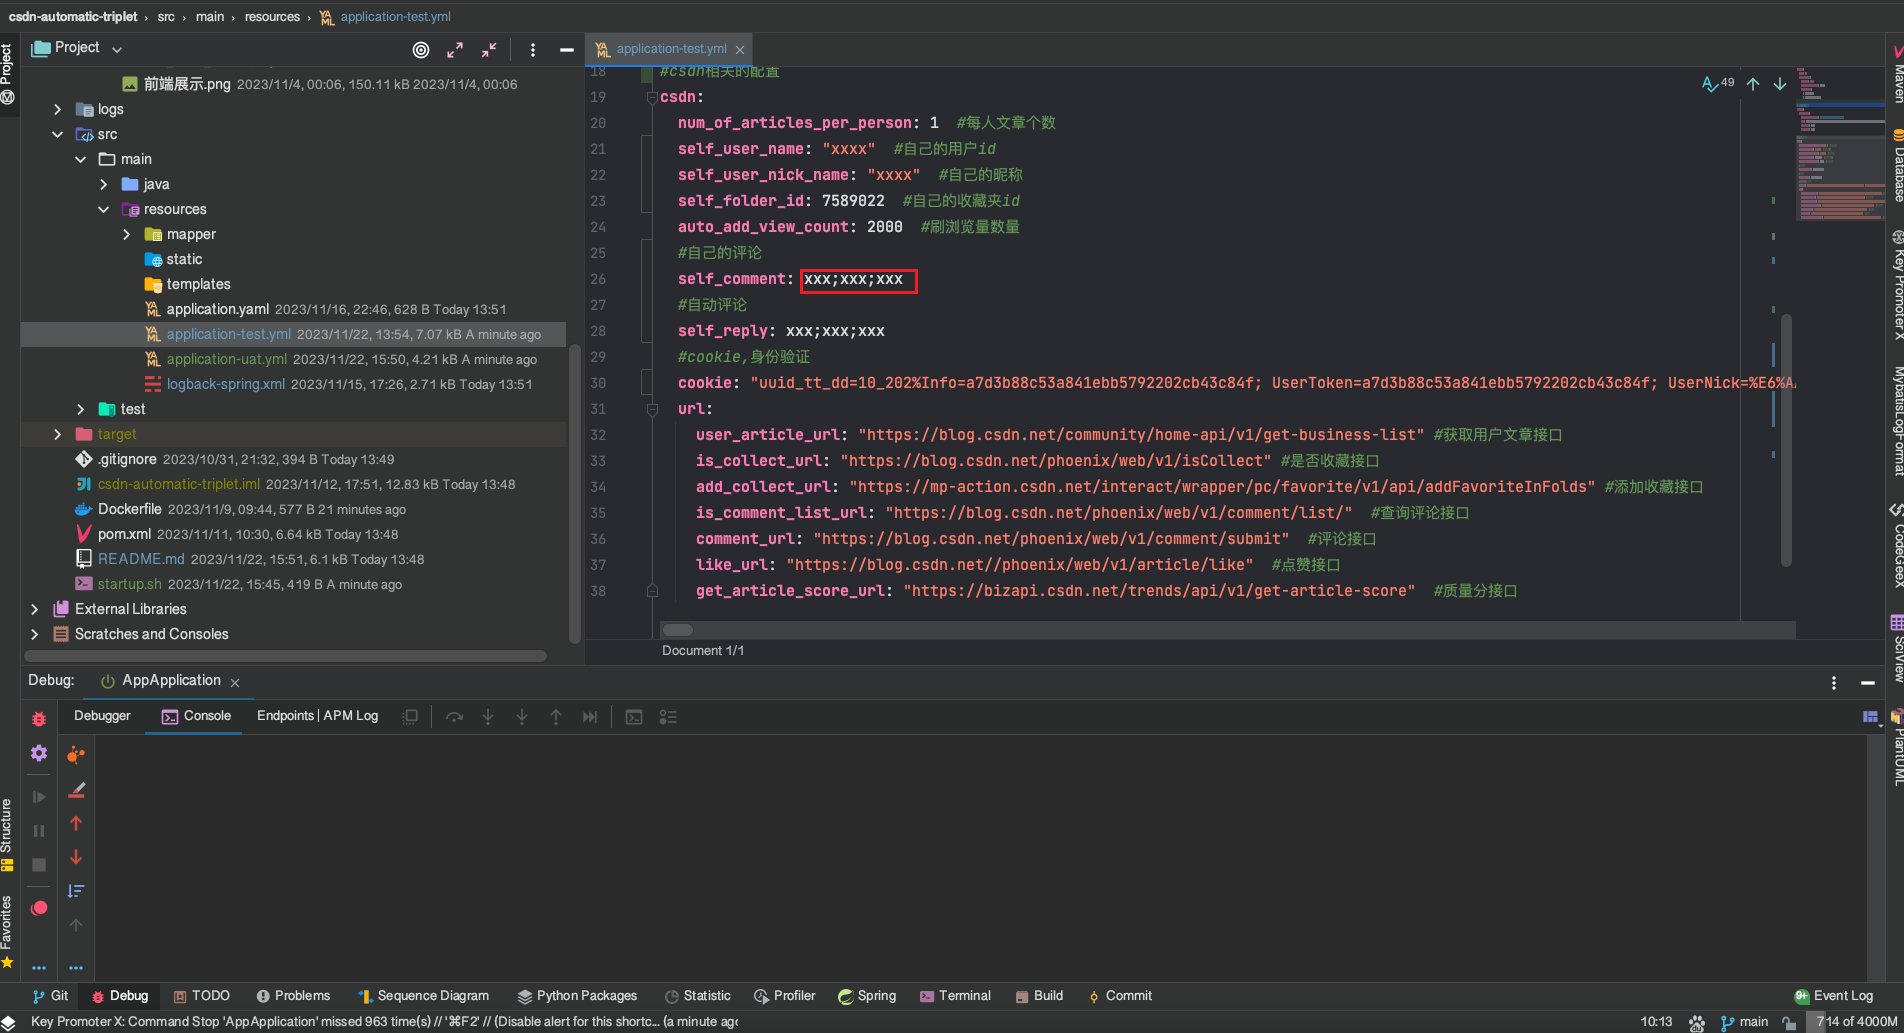 csdn-automatic-triplet › src › main › resources › application-test.yml
Project
application-test.yml
前端展示.png 2023/11/4, 00:06, 150.11 kB 2023/11/4, 00:06
logs
src
main
java
resources
mapper
static
templates
application.yaml 2023/11/16, 22:46, 628 B Today 13:51
application-test.yml 2023/11/22, 13:54, 7.07 kB A minute ago
application-uat.yml 2023/11/22, 15:50, 4.21 kB A minute ago
logback-spring.xml 2023/11/15, 17:26, 2.71 kB Today 13:51
test
target
.gitignore 2023/10/31, 21:32, 394 B Today 13:49
csdn-automatic-triplet.iml 2023/11/12, 17:51, 12.83 kB Today 13:48
Dockerfile 2023/11/9, 09:44, 577 B 21 minutes ago
pom.xml 2023/11/11, 10:30, 6.64 kB Today 13:48
README.md 2023/11/22, 15:51, 6.1 kB Today 13:48
startup.sh 2023/11/22, 15:45, 419 B A minute ago
External Libraries
Scratches and Consoles
18 #csdn相关的配置
19 csdn:
20 num_of_articles_per_person: 1 #每人文章个数
21 self_user_name: "xxxx" #自己的用户id
22 self_user_nick_name: "xxxx" #自己的昵称
23 self_folder_id: 7589022 #自己的收藏夹id
24 auto_add_view_count: 2000 #刷浏览量数量
25 #自己的评论
26 self_comment: xxx;xxx;xxx
27 #自动评论
28 self_reply: xxx;xxx;xxx
29 #cookie,身份验证
30 cookie: "uuid_tt_dd=10_202%Info=a7d3b88c53a841ebb5792202cb43c84f; UserToken=a7d3b88c53a841ebb5792202cb43c84f; UserNick=%E6%A
31 url:
32 user_article_url: "https://blog.csdn.net/community/home-api/v1/get-business-list" #获取用户文章接口
33 is_collect_url: "https://blog.csdn.net/phoenix/web/v1/isCollect" #是否收藏接口
34 add_collect_url: "https://mp-action.csdn.net/interact/wrapper/pc/favorite/v1/api/addFavoriteInFolds" #添加收藏接口
35 is_comment_list_url: "https://blog.csdn.net/phoenix/web/v1/comment/list/" #查询评论接口
36 comment_url: "https://blog.csdn.net/phoenix/web/v1/comment/submit" #评论接口
37 like_url: "https://blog.csdn.net//phoenix/web/v1/article/like" #点赞接口
38 get_article_score_url: "https://bizapi.csdn.net/trends/api/v1/get-article-score" #质量分接口
49
Document 1/1
Project
Structure
Favorites
Maven
Database
Key Promoter X
MybatisLogFormat
CodeGeeX
SciView
PlantUML
Debug: AppApplication
Debugger Console Endpoints | APM Log
Git Debug TODO Problems Sequence Diagram Python Packages Statistic Profiler Spring Terminal Build Commit 9+ Event Log
Key Promoter X: Command Stop 'AppApplication' missed 963 time(s) // '⌘F2' // (Disable alert for this shortc... (a minute ago
10:13 main 714 of 4000M